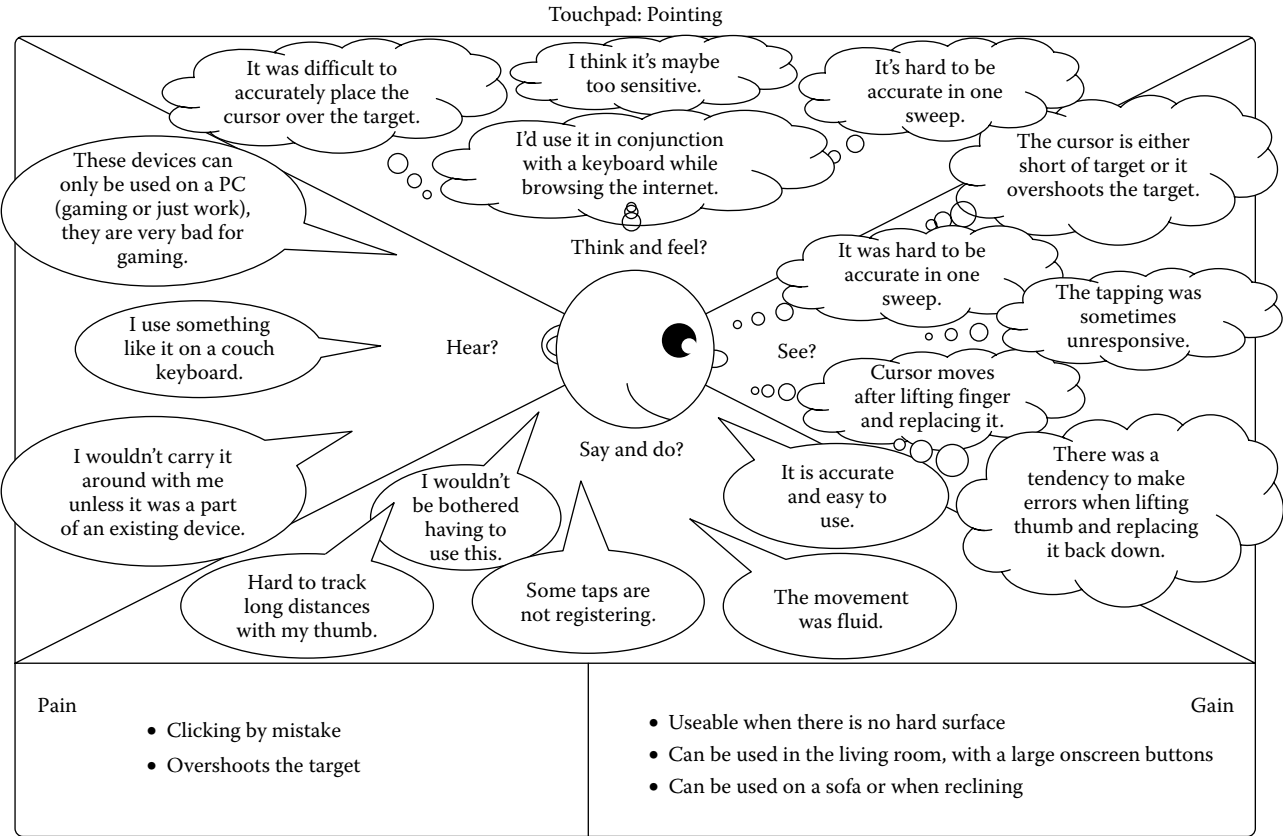 Touchpad: Pointing
It was difficult to
accurately place the
cursor over the target.
I think it's maybe
too sensitive.
It's hard to be
accurate in one
sweep.
I'd use it in conjunction
with a keyboard while
browsing the internet.
The cursor is either
short of target or it
overshoots the target.
These devices can
only be used on a PC
(gaming or just work),
they are very bad for
gaming.
Think and feel?
It was hard to be
accurate in one
sweep.
The tapping was
sometimes
unresponsive.
I use something
like it on a couch
keyboard.
Hear?
See?
Cursor moves
after lifting finger
and replacing it.
Say and do?
I wouldn't carry it
around with me
unless it was a part
of an existing device.
I wouldn't
be bothered
having to
use this.
It is accurate
and easy to
use.
There was a
tendency to make
errors when lifting
thumb and replacing
it back down.
Hard to track
long distances
with my thumb.
Some taps are
not registering.
The movement
was fluid.
Pain
• Clicking by mistake
• Overshoots the target
Gain
• Useable when there is no hard surface
• Can be used in the living room, with a large onscreen buttons
• Can be used on a sofa or when reclining